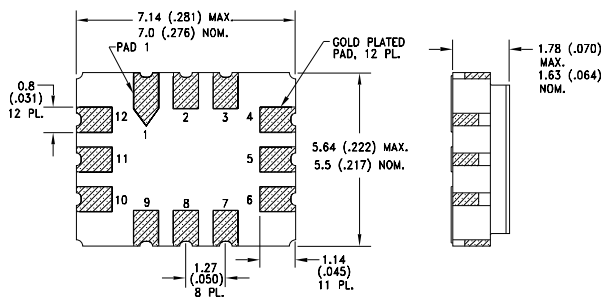 7.14 (.281) MAX.
7.0 (.276) NOM.
PAD 1
GOLD PLATED
PAD, 12 PL.
1.78 (.070)
MAX.
1.63 (.064)
NOM.
0.8
(.031)
12 PL.
12
1
2
3
4
11
5
5.64 (.222) MAX.
5.5 (.217) NOM.
10
9
8
7
6
1.27
(.050)
8 PL.
1.14
(.045)
11 PL.